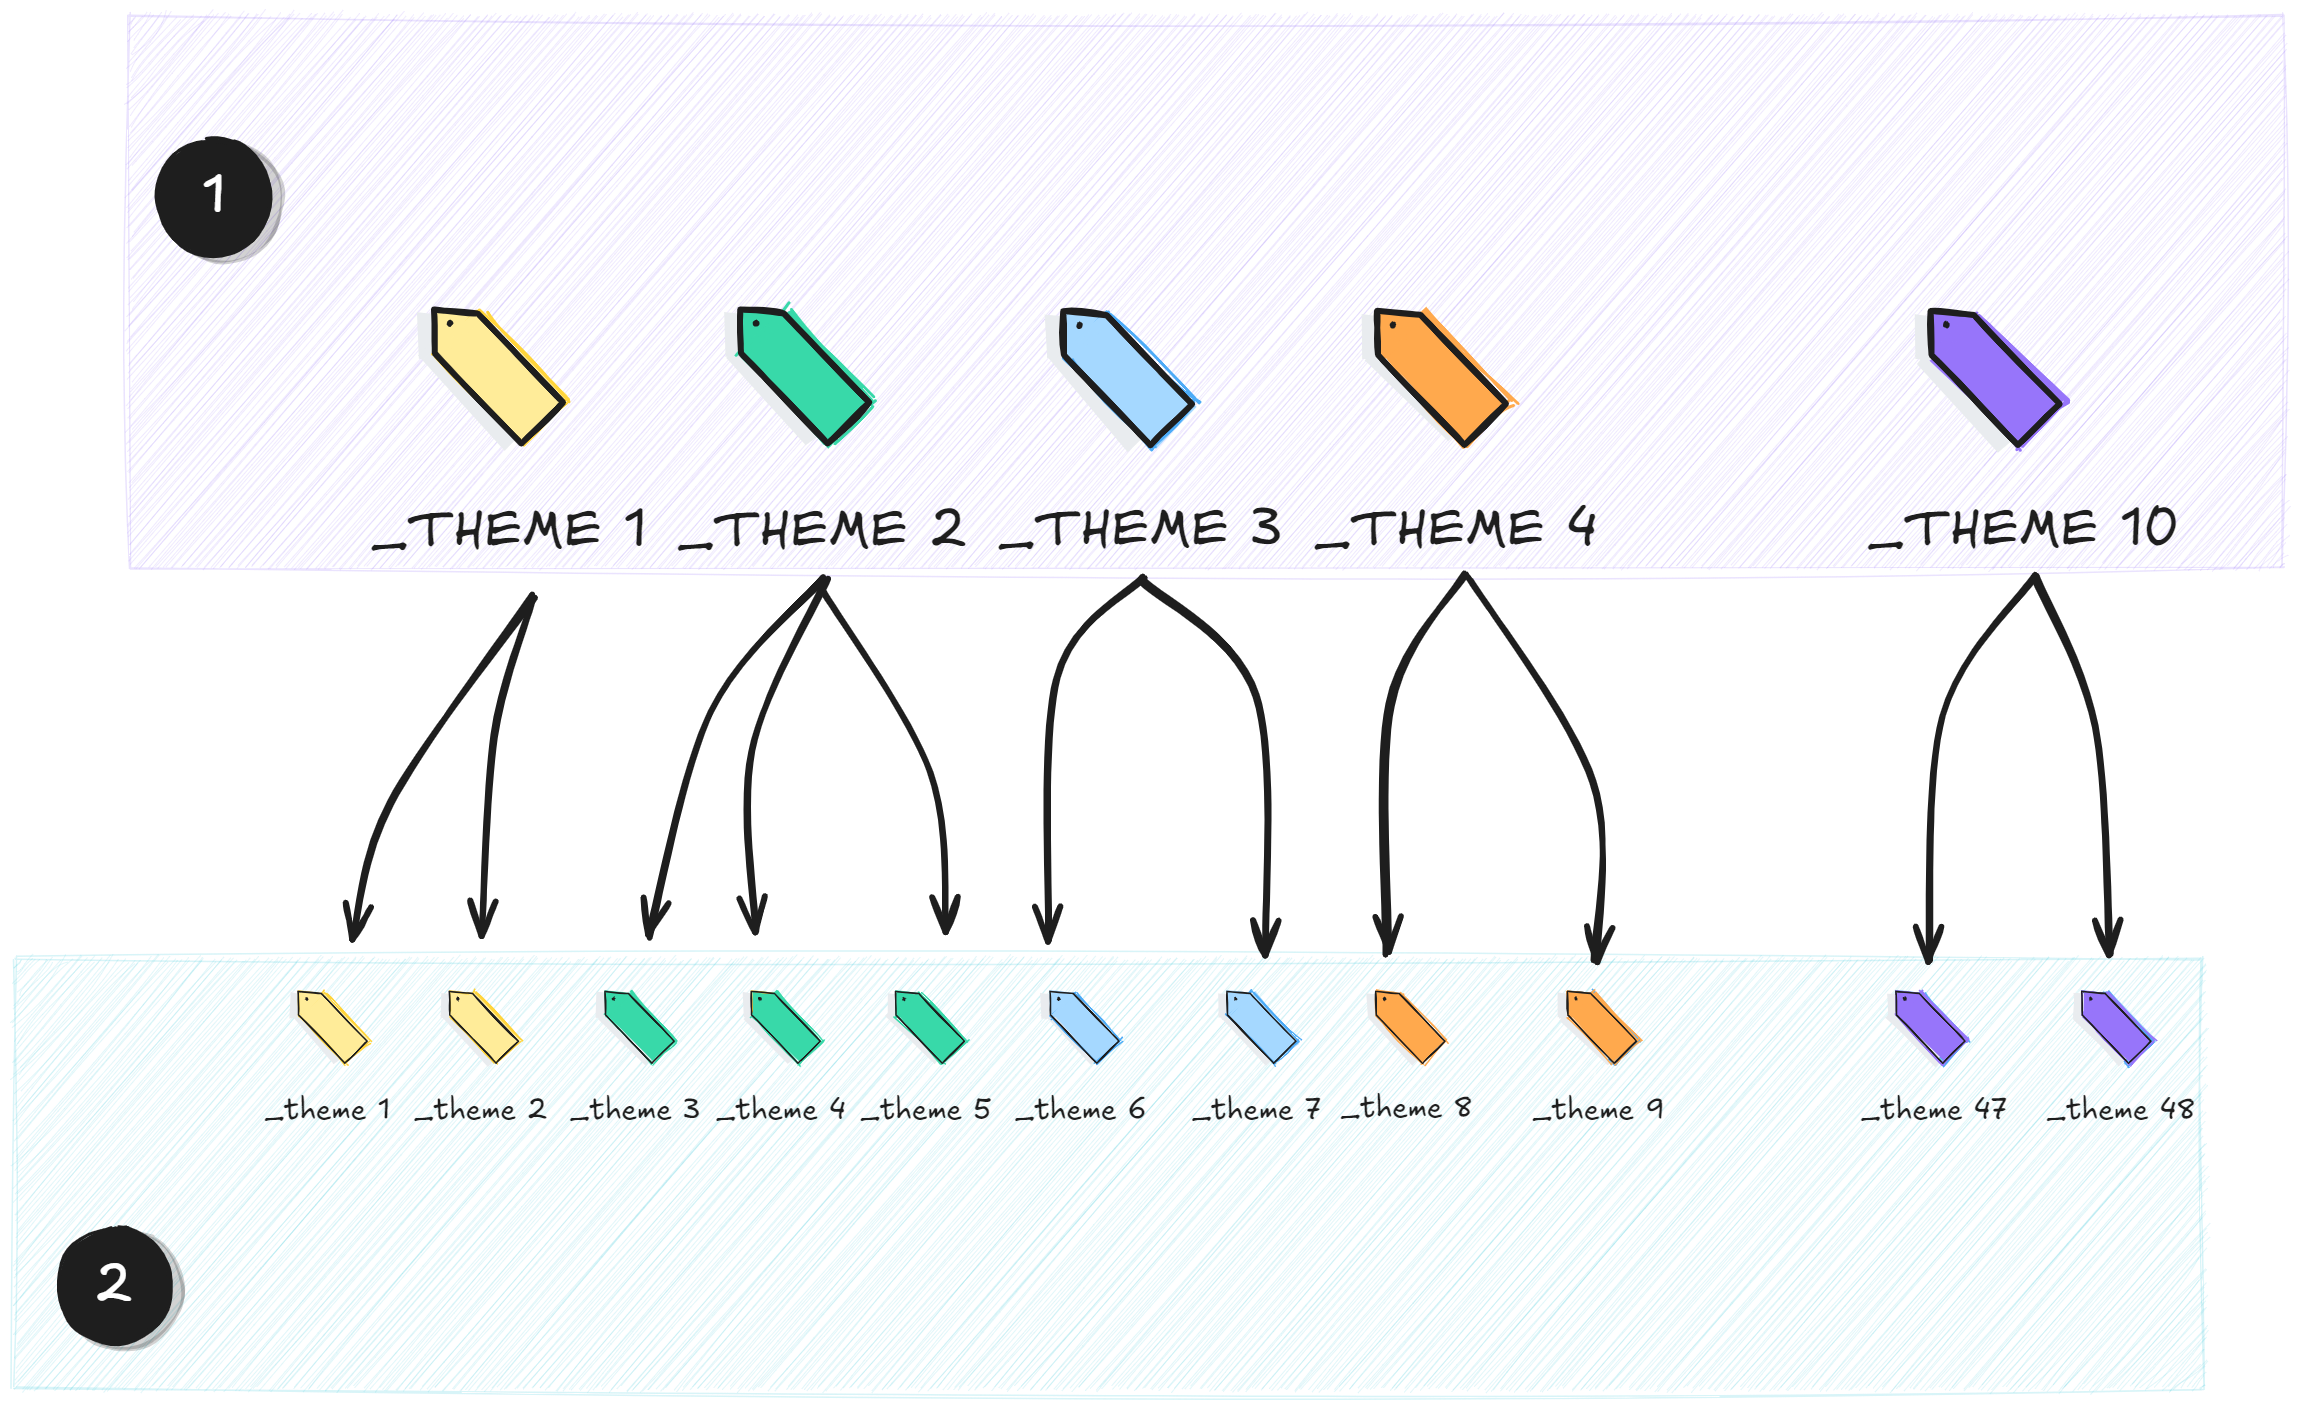 1
_THEME 1
_THEME 2
_THEME 3
_THEME 4
_THEME 10
_theme 1
_theme 2
_theme 3
_theme 4
_theme 5
_theme 6
_theme 7
_theme 8
_theme 9
_theme 47
_theme 48
2